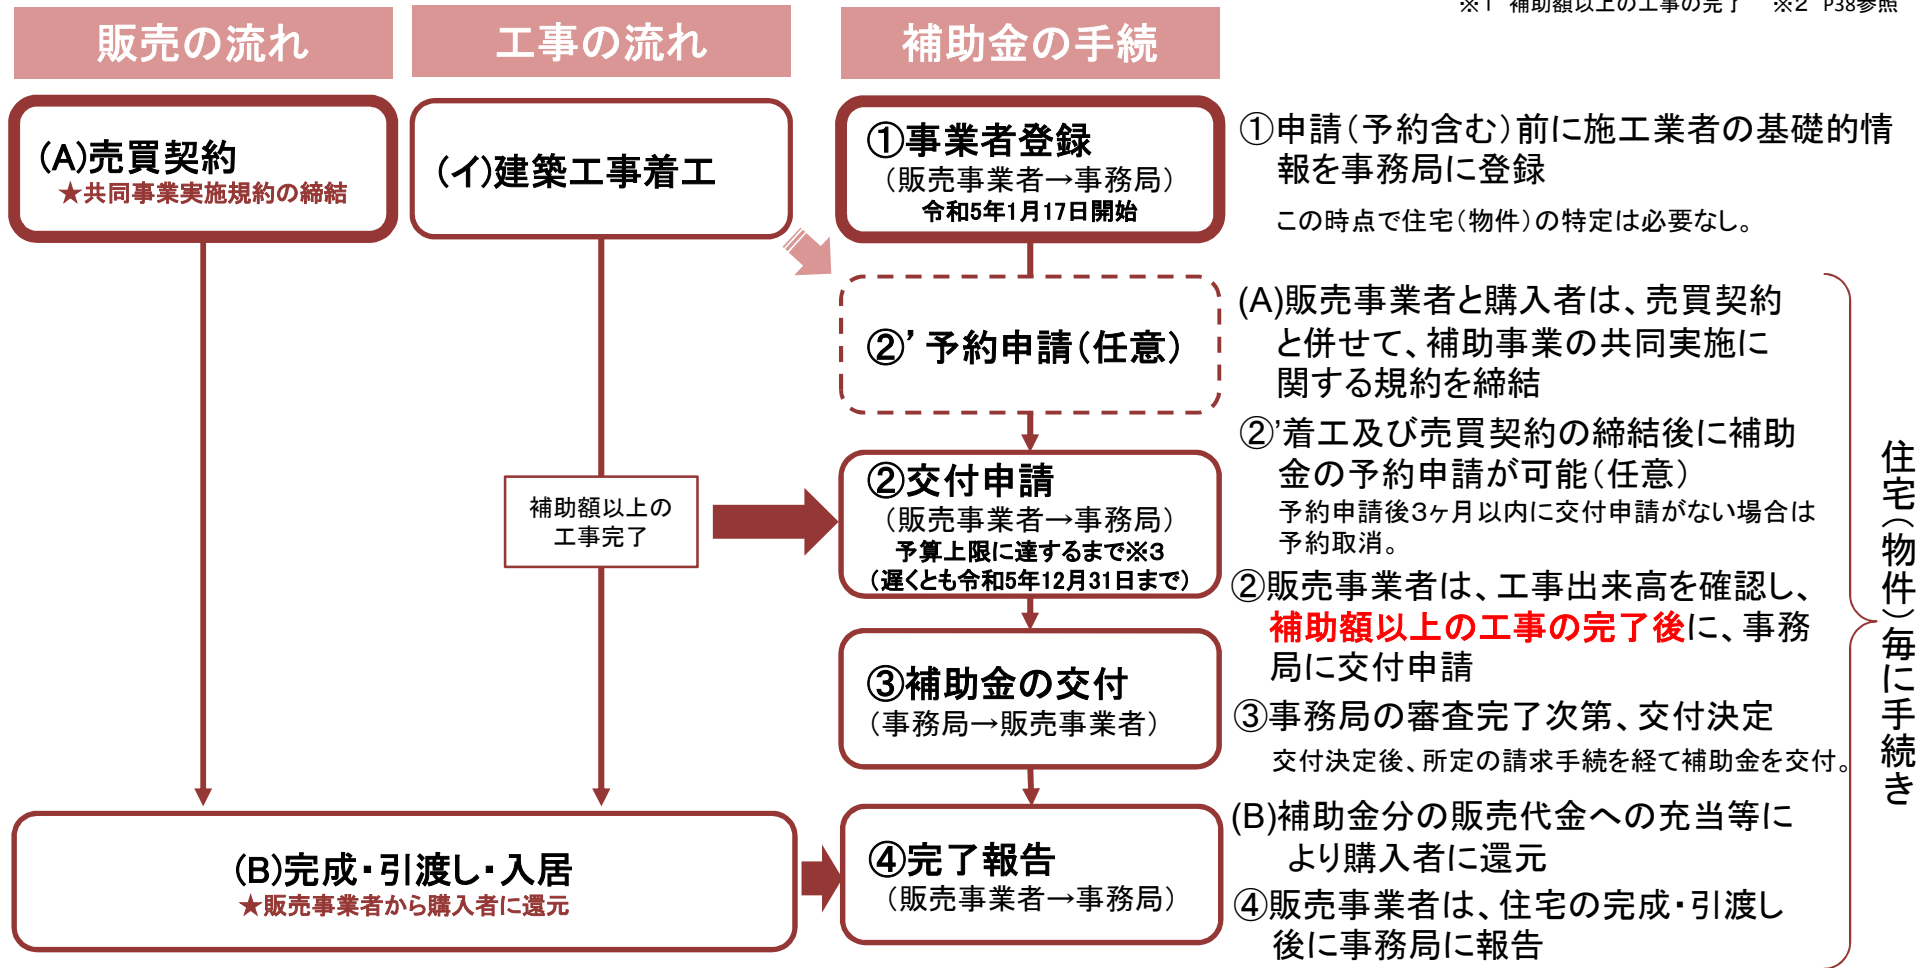 ※1 補助額以上の工事の完了 ※2 P38参照
販売の流れ
工事の流れ
補助金の手続
(A)売買契約
★共同事業実施規約の締結
(イ)建築工事着工
①事業者登録
（販売事業者→事務局）
令和5年1月17日開始
②’予約申請(任意)
補助額以上の
工事完了
②交付申請
（販売事業者→事務局）
予算上限に達するまで※3
(遅くとも令和5年12月31日まで)
③補助金の交付
（事務局→販売事業者）
(B)完成・引渡し・入居
★販売事業者から購入者に還元
④完了報告
（販売事業者→事務局）
①申請(予約含む)前に施工業者の基礎的情
報を事務局に登録
この時点で住宅(物件)の特定は必要なし。
(A)販売事業者と購入者は、売買契約
と併せて、補助事業の共同実施に
関する規約を締結
②’着工及び売買契約の締結後に補助
金の予約申請が可能(任意)
予約申請後3ヶ月以内に交付申請がない場合は
予約取消。
②販売事業者は、工事出来高を確認し、
補助額以上の工事の完了後に、事務
局に交付申請
③事務局の審査完了次第、交付決定
交付決定後、所定の請求手続を経て補助金を交付。
(B)補助金分の販売代金への充当等に
より購入者に還元
④販売事業者は、住宅の完成・引渡し
後に事務局に報告
住宅(物件)毎に手続き